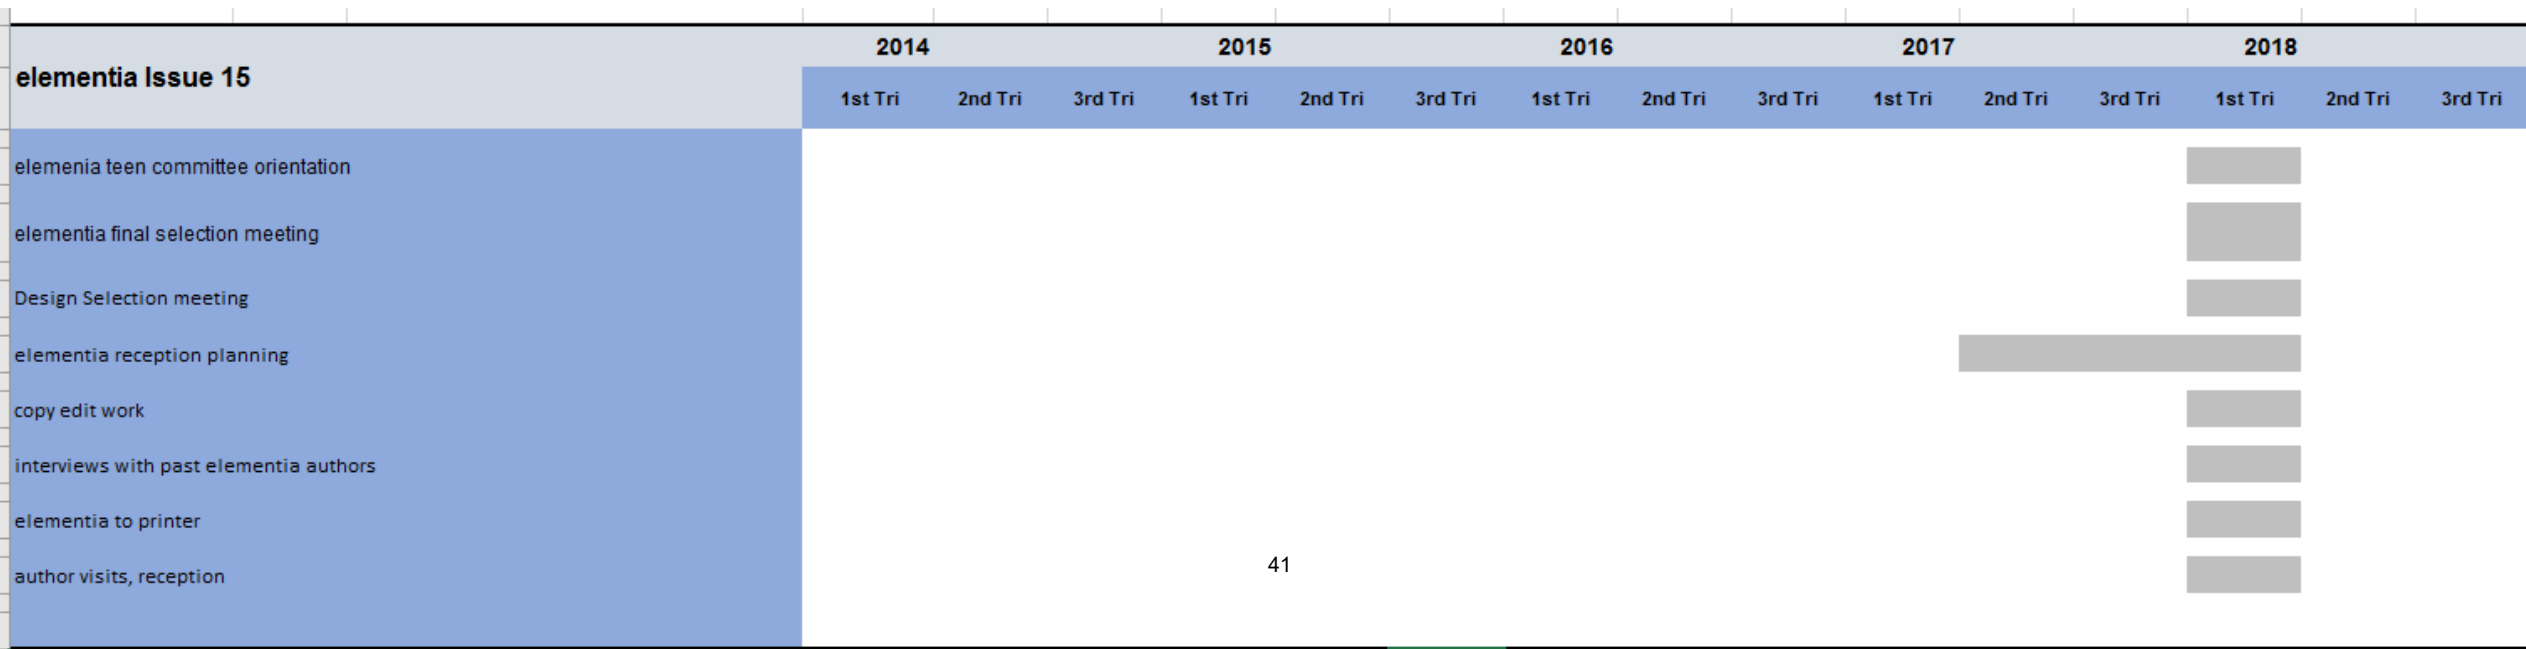 2014 2015 2016 2017 2018
elementia Issue 15
1st Tri 2nd Tri 3rd Tri 1st Tri 2nd Tri 3rd Tri 1st Tri 2nd Tri 3rd Tri 1st Tri 2nd Tri 3rd Tri 1st Tri 2nd Tri 3rd Tri
elemenia teen committee orientation
elementia final selection meeting
Design Selection meeting
elementia reception planning
copy edit work
interviews with past elementia authors
elementia to printer
41
author visits, reception